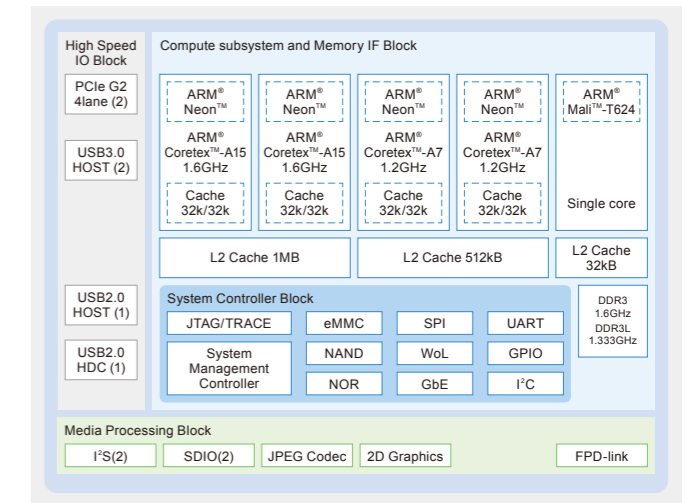 High Speed
IO Block
PCIe G2
4lane (2)
USB3.0
HOST (2)
USB2.0
HOST (1)
USB2.0
HDC (1)
Compute subsystem and Memory IF Block
ARM®
Neon™
ARM®
Coretex™-A15
1.6GHz
Cache
32k/32k
ARM®
Neon™
ARM®
Coretex™-A15
1.6GHz
Cache
32k/32k
ARM®
Neon™
ARM®
Coretex™-A7
1.2GHz
Cache
32k/32k
ARM®
Neon™
ARM®
Coretex™-A7
1.2GHz
Cache
32k/32k
ARM®
Mali™-T624
Single core
L2 Cache 1MB
L2 Cache 512kB
L2 Cache
32kB
System Controller Block
JTAG/TRACE
eMMC
SPI
UART
System
Management
Controller
NAND
WoL
GPIO
NOR
GbE
I²C
DDR3
1.6GHz
DDR3L
1.333GHz
Media Processing Block
I²S(2)
SDIO(2)
JPEG Codec
2D Graphics
FPD-link